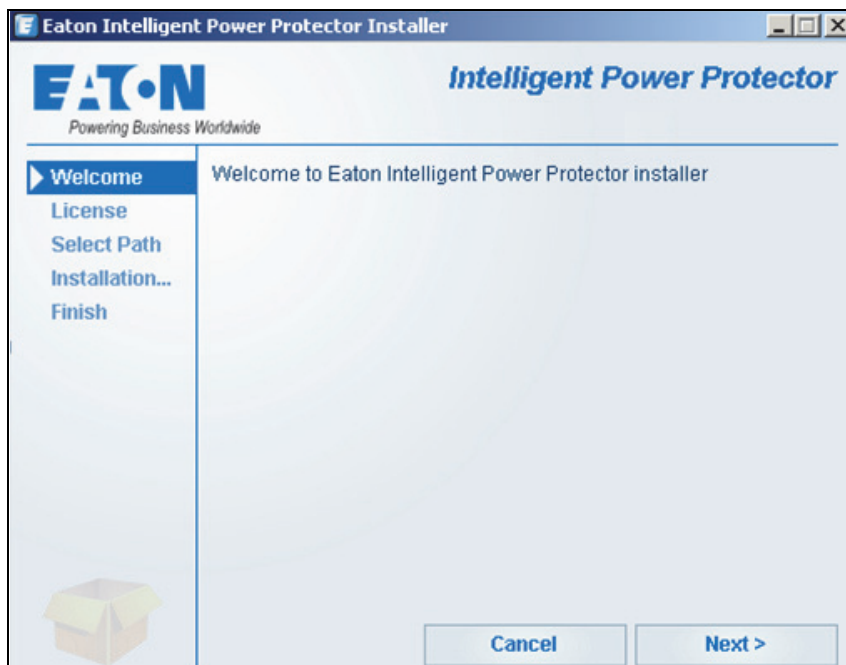 Eaton Intelligent Power Protector Installer
EATON
Powering Business Worldwide
Intelligent Power Protector
Welcome
License
Select Path
Installation...
Finish
Welcome to Eaton Intelligent Power Protector installer
Cancel
Next >